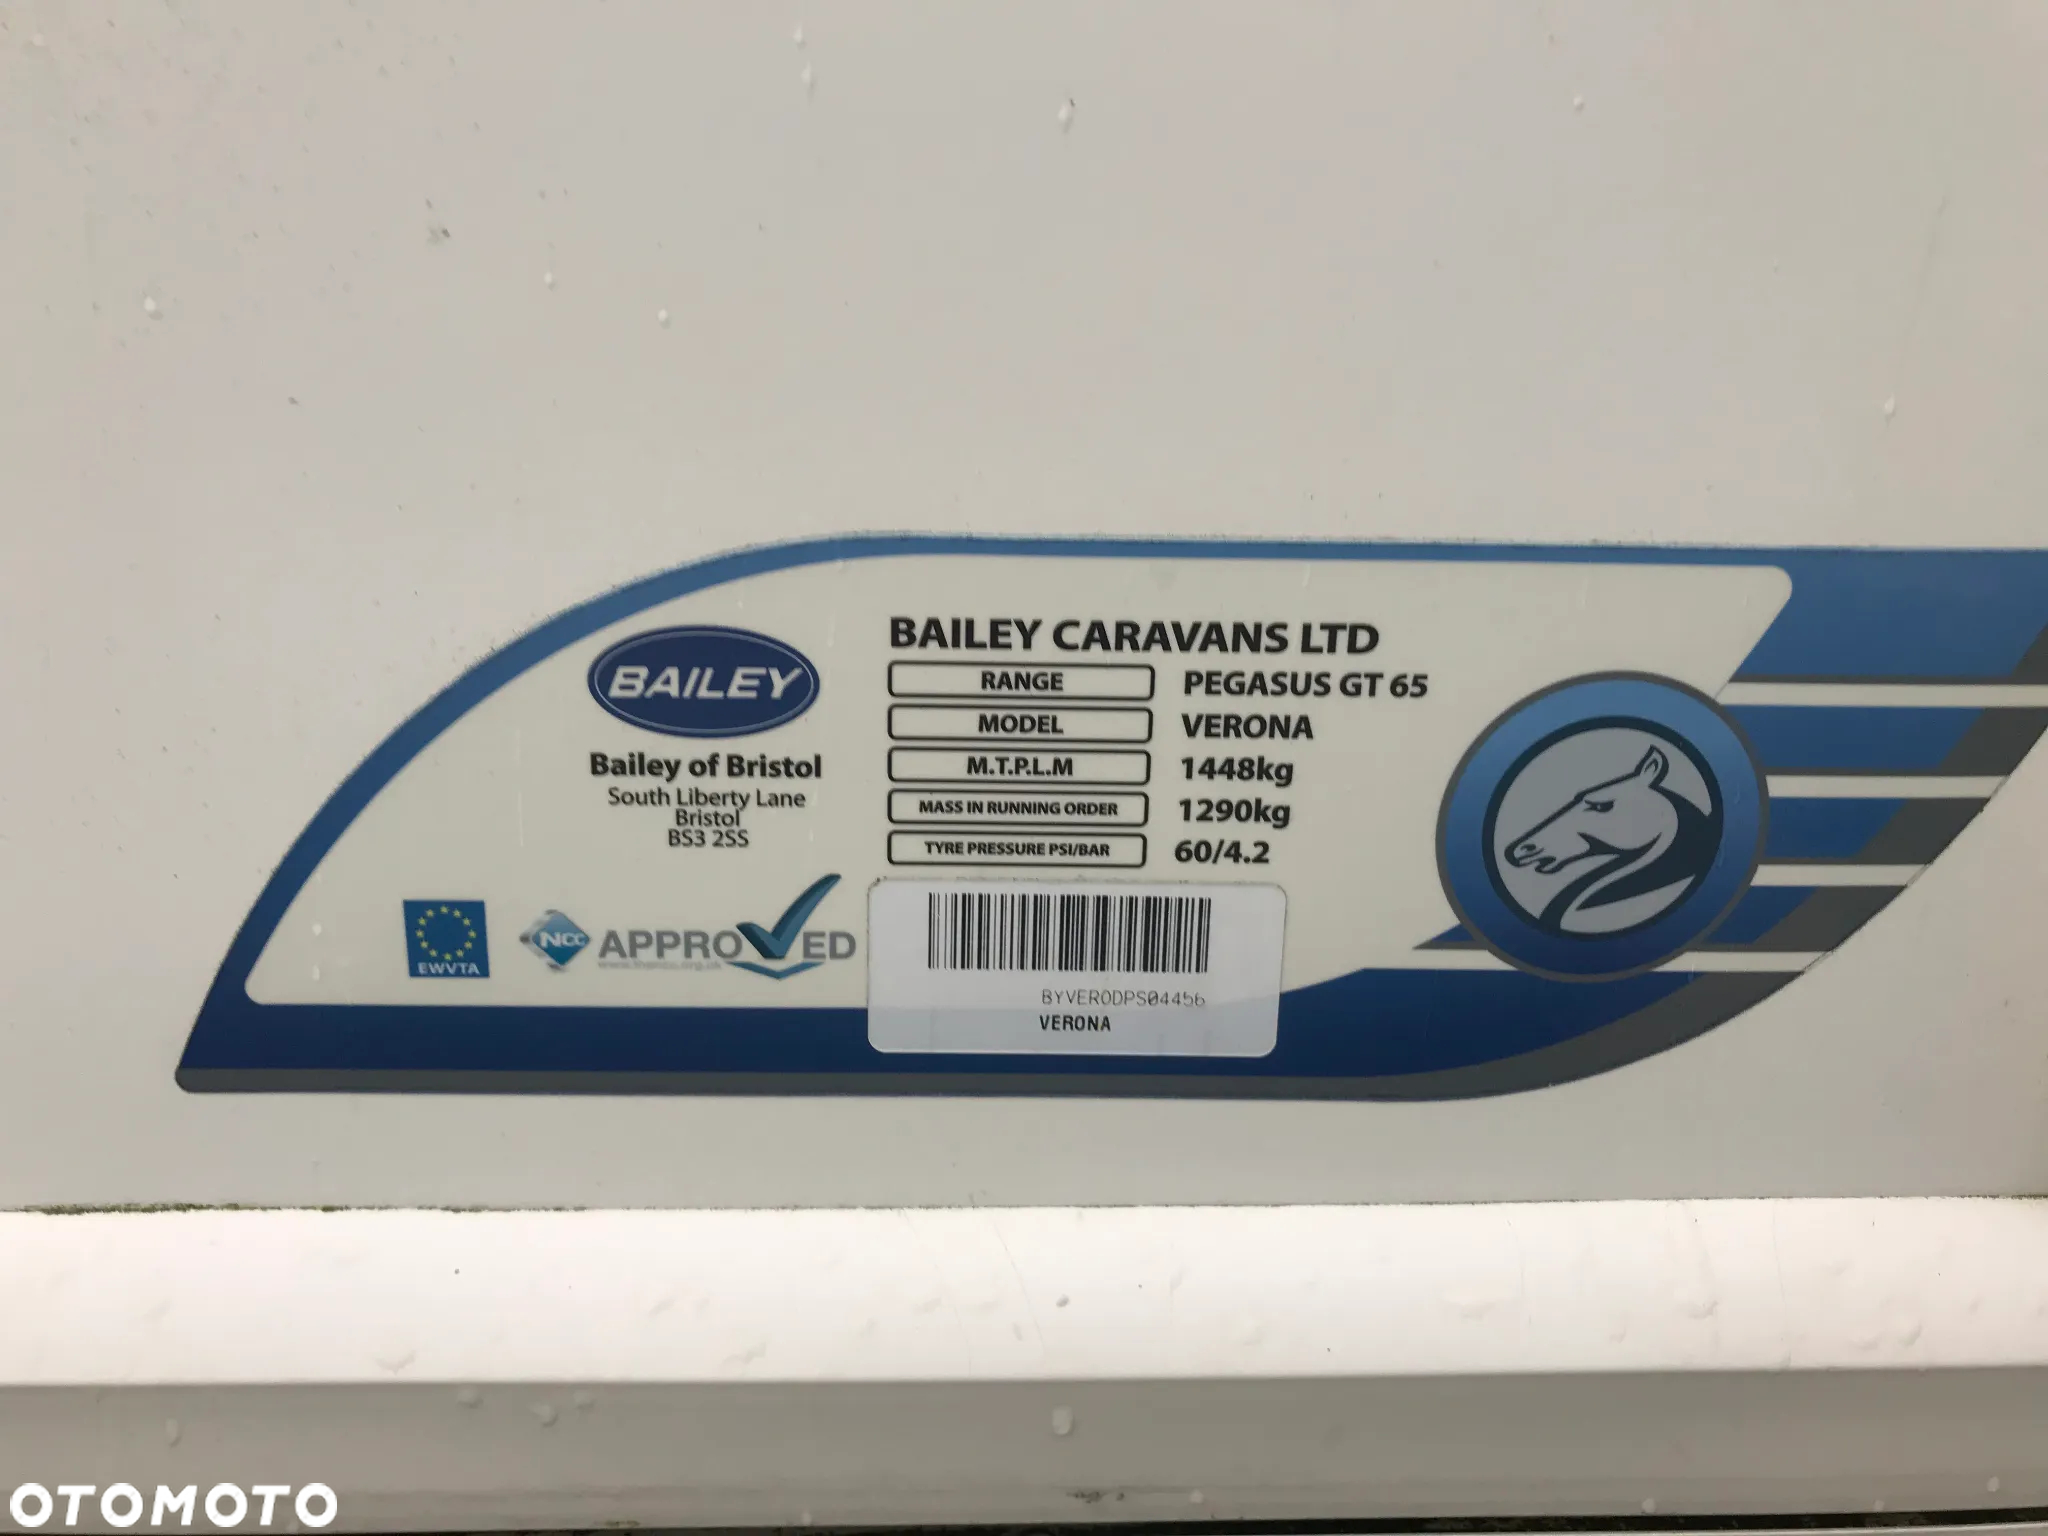 BAILEY
Bailey of Bristol
South Liberty Lane
Bristol
BS3 2SS
BAILEY CARAVANS LTD
RANGE PEGASUS GT 65
MODEL VERONA
M.T.P.L.M 1448kg
MASS IN RUNNING ORDER 1290kg
TYRE PRESSURE PSI/BAR 60/4.2
EWVTA
NCC APPROVED
BYVERODPS04456
VERONA
OTOMOTO